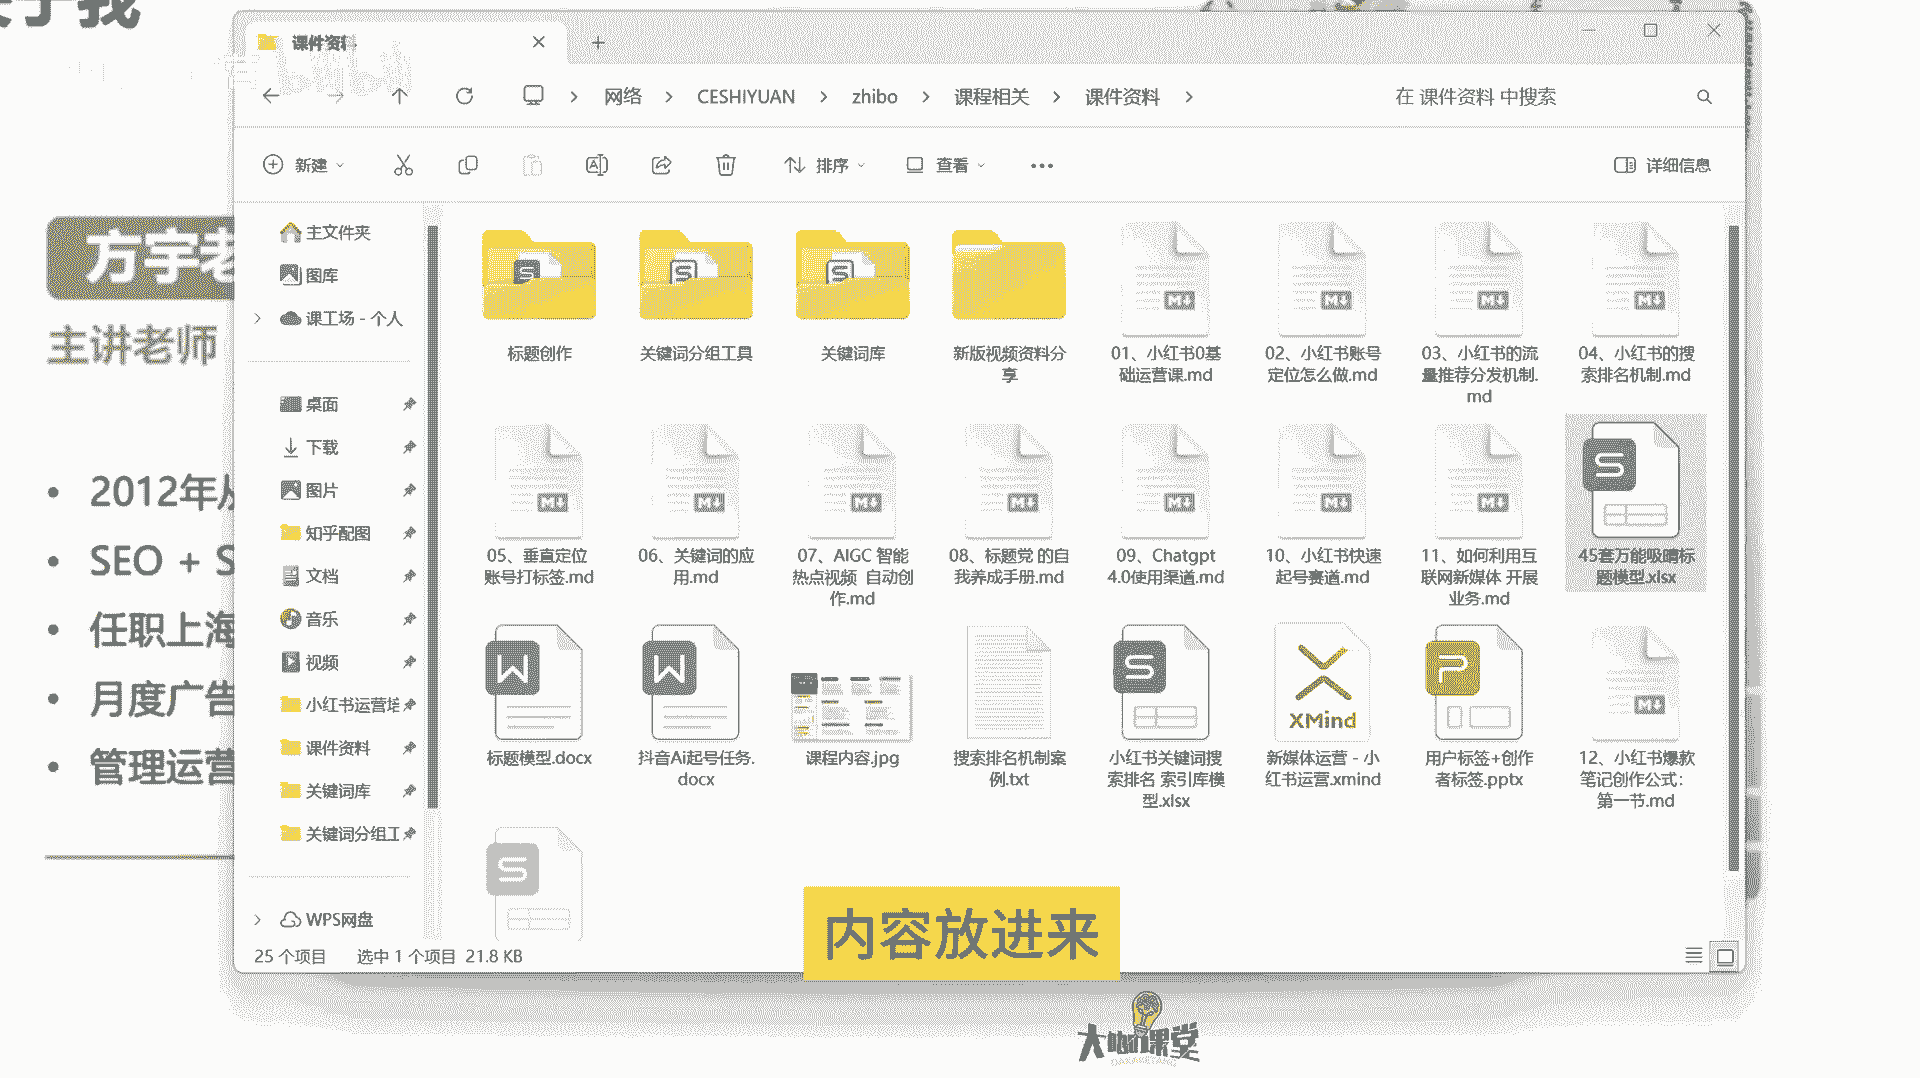 课件资料
网络 > CESHIYUAN > zhibo > 课程相关 > 课件资料 >
在 课件资料 中搜索
新建
排序
查看
详细信息
主文件夹
图库
课工场 - 个人
桌面
下载
图片
知乎配图
文档
音乐
视频
小红书运营培
课件资料
关键词库
关键词分组工
WPS网盘
标题创作
关键词分组工具
关键词库
新版视频资料分
享
01、小红书0基
础运营课.md
02、小红书账号
定位怎么做.md
03、小红书的流
量推荐分发机制.
md
04、小红书的搜
索排名机制.md
05、垂直定位
账号打标签.md
06、关键词的应
用.md
07、AIGC 智能
热点视频 自动创
作.md
08、标题党 的自
我养成手册.md
09、Chatgpt
4.0使用渠道.md
10、小红书快速
起号赛道.md
11、如何利用互
联网新媒体 开展
业务.md
45套万能吸睛标
题模型.xlsx
标题模型.docx
抖音Ai起号任务.
docx
课程内容.jpg
搜索排名机制案
例.txt
小红书关键词搜
索排名 索引库模
型.xlsx
XMind
新媒体运营 - 小
红书运营.xmind
用户标签+创作
者标签.pptx
12、小红书爆款
笔记创作公式：
第一节.md
25 个项目
选中 1 个项目 21.8 KB
方宇老
主讲老师
2012年从
SEO + S
任职上海
月度广告
管理运营
内容放进来
大咖课堂